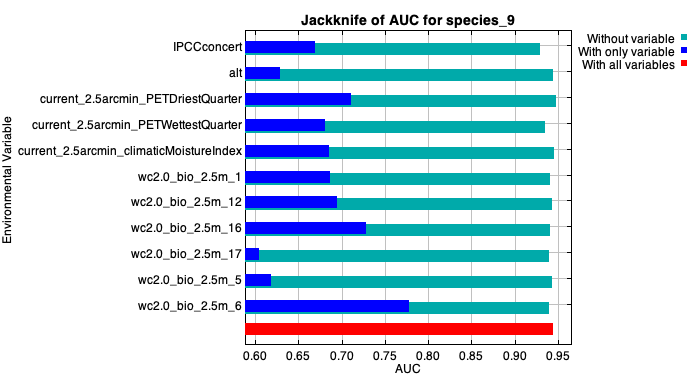 Jackknife of AUC for species_9
IPCCconcert
alt
current_2.5arcmin_PETDriestQuarter
current_2.5arcmin_PETWettestQuarter
current_2.5arcmin_climaticMoistureIndex
wc2.0_bio_2.5m_1
wc2.0_bio_2.5m_12
wc2.0_bio_2.5m_16
wc2.0_bio_2.5m_17
wc2.0_bio_2.5m_5
wc2.0_bio_2.5m_6
Environmental Variable
0.60 0.65 0.70 0.75 0.80 0.85 0.90 0.95
AUC
Without variable
With only variable
With all variables